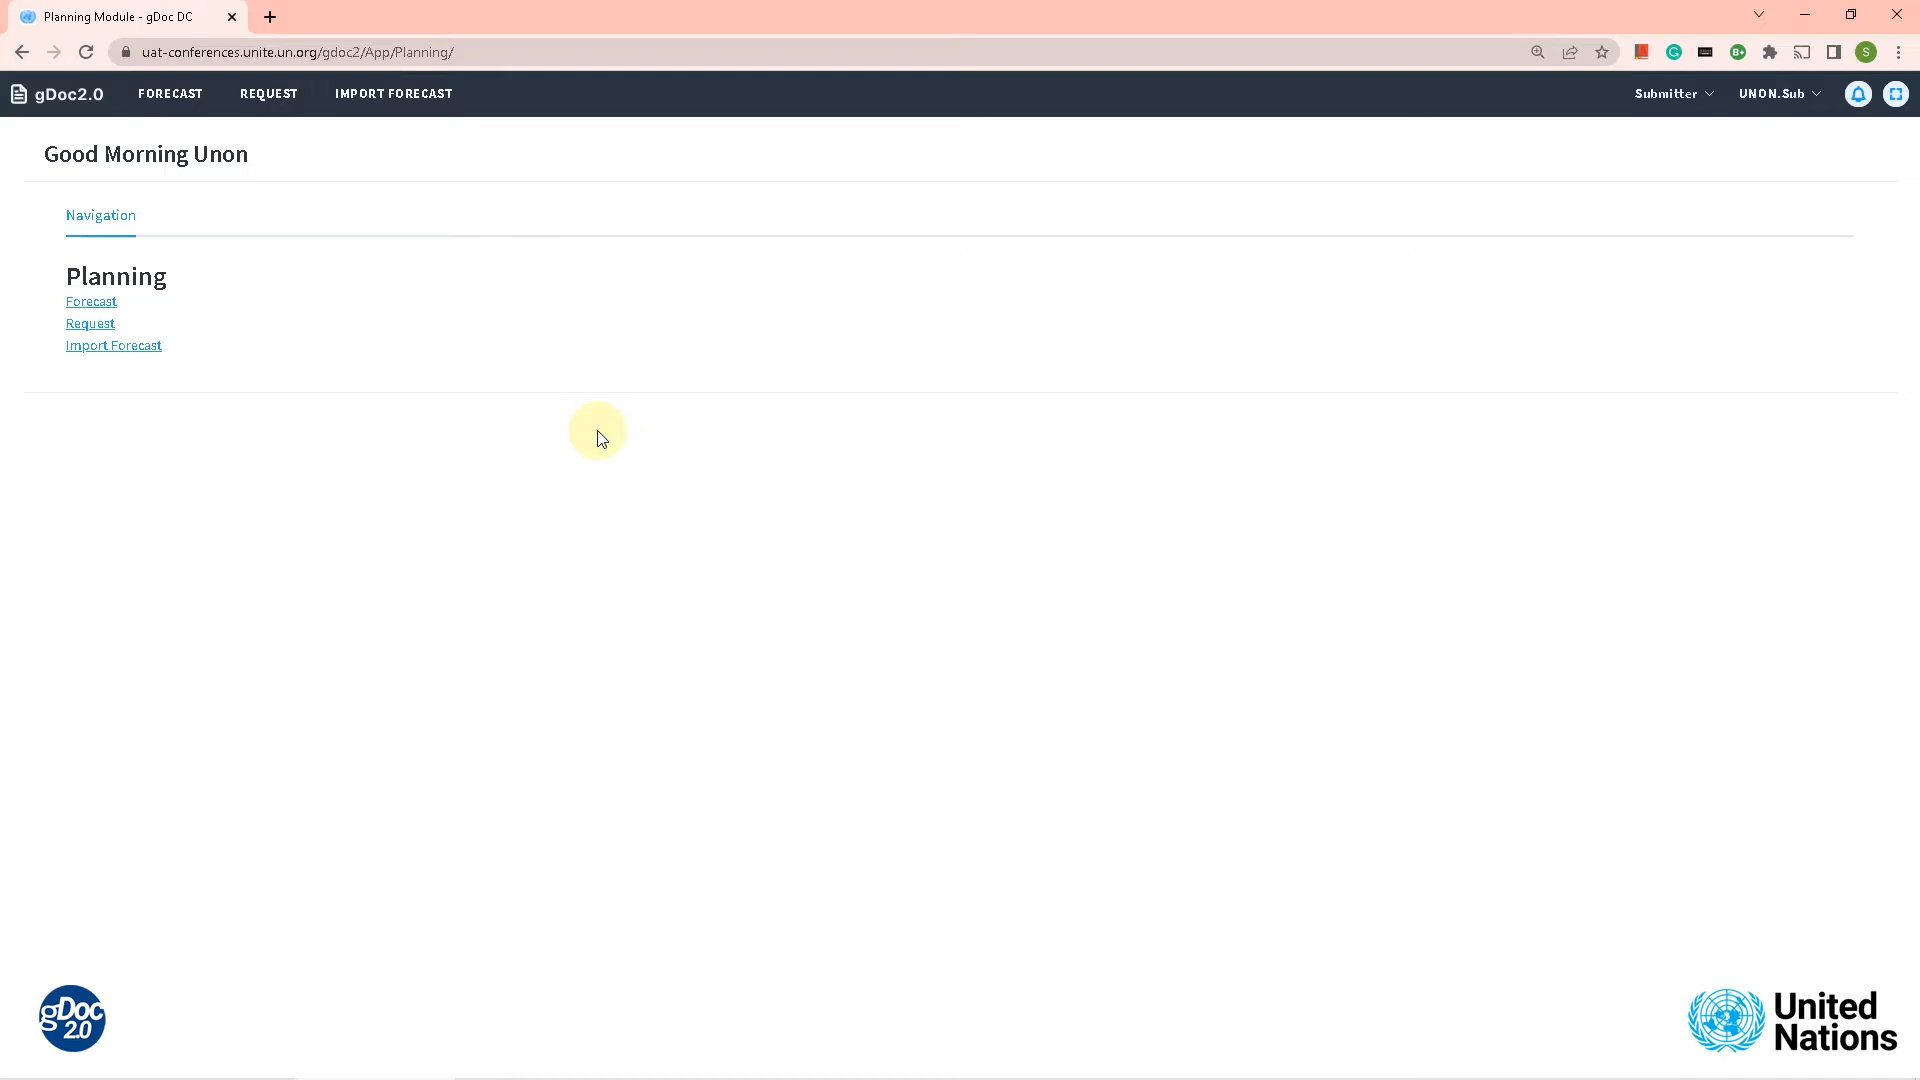 Planning Module - gDoc DC
uat-conferences.unite.un.org/gdoc2/App/Planning/
S
gDoc2.0 FORECAST REQUEST IMPORT FORECAST Submitter UNON.Sub
Good Morning Unon
Navigation
Planning
Forecast
Request
Import Forecast
gDoc
2.0
United
Nations